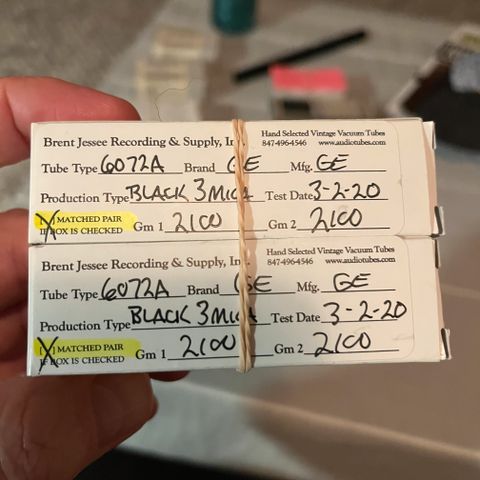 Brent Jessee Recording & Supply, In. Hand Selected Vintage Vacuum Tubes
847-4964546 www.audiotubes.com
Tube Type 6072A Brand GE Mfg. GE
Production Type BLACK 3 MICA Test Date 3-2-20
[X] MATCHED PAIR
IF BOX IS CHECKED Gm 1 2100 Gm 2 2100
Brent Jessee Recording & Supply, In. Hand Selected Vintage Vacuum Tubes
847-4964546 www.audiotubes.com
Tube Type 6072A Brand GE Mfg. GE
Production Type BLACK 3 MICA Test Date 3-2-20
[X] MATCHED PAIR
IF BOX IS CHECKED Gm 1 2100 Gm 2 2100